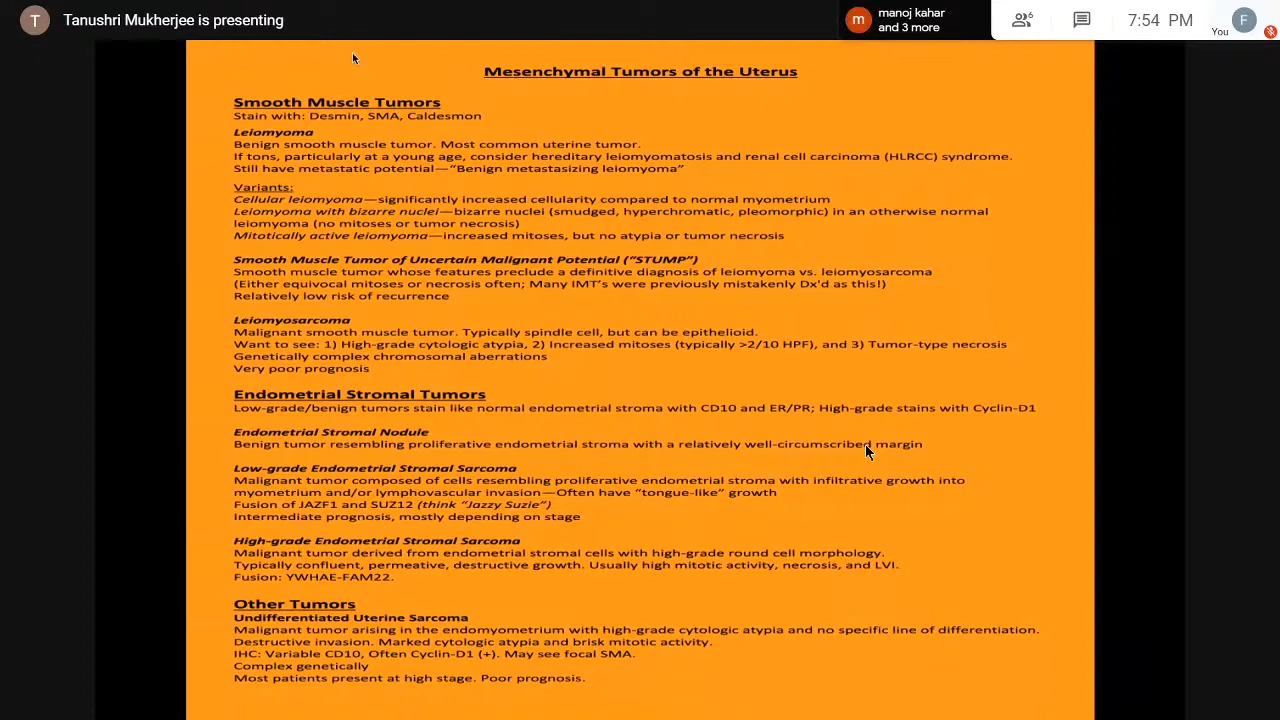 T
Tanushri Mukherjee is presenting
m
manoj kahar
and 3 more
6
7:54 PM
You
F
Mesenchymal Tumors of the Uterus
Smooth Muscle Tumors
Stain with: Desmin, SMA, Caldesmon
Leiomyoma
Benign smooth muscle tumor. Most common uterine tumor.
If tons, particularly at a young age, consider hereditary leiomyomatosis and renal cell carcinoma (HLRCC) syndrome.
Still have metastatic potential—“Benign metastasizing leiomyoma”
Variants:
Cellular leiomyoma—significantly increased cellularity compared to normal myometrium
Leiomyoma with bizarre nuclei—bizarre nuclei (smudged, hyperchromatic, pleomorphic) in an otherwise normal
leiomyoma (no mitoses or tumor necrosis)
Mitotically active leiomyoma—increased mitoses, but no atypia or tumor necrosis
Smooth Muscle Tumor of Uncertain Malignant Potential (“STUMP”)
Smooth muscle tumor whose features preclude a definitive diagnosis of leiomyoma vs. leiomyosarcoma
(Either equivocal mitoses or necrosis often; Many IMT’s were previously mistakenly Dx'd as this!)
Relatively low risk of recurrence
Leiomyosarcoma
Malignant smooth muscle tumor. Typically spindle cell, but can be epithelioid.
Want to see: 1) High-grade cytologic atypia, 2) Increased mitoses (typically >2/10 HPF), and 3) Tumor-type necrosis
Genetically complex chromosomal aberrations
Very poor prognosis
Endometrial Stromal Tumors
Low-grade/benign tumors stain like normal endometrial stroma with CD10 and ER/PR; High-grade stains with Cyclin-D1
Endometrial Stromal Nodule
Benign tumor resembling proliferative endometrial stroma with a relatively well-circumscribed margin
Low-grade Endometrial Stromal Sarcoma
Malignant tumor composed of cells resembling proliferative endometrial stroma with infiltrative growth into
myometrium and/or lymphovascular invasion—Often have “tongue-like” growth
Fusion of JAZF1 and SUZ12 (think “Jazzy Suzie”)
Intermediate prognosis, mostly depending on stage
High-grade Endometrial Stromal Sarcoma
Malignant tumor derived from endometrial stromal cells with high-grade round cell morphology.
Typically confluent, permeative, destructive growth. Usually high mitotic activity, necrosis, and LVI.
Fusion: YWHAE-FAM22.
Other Tumors
Undifferentiated Uterine Sarcoma
Malignant tumor arising in the endomyometrium with high-grade cytologic atypia and no specific line of differentiation.
Destructive invasion. Marked cytologic atypia and brisk mitotic activity.
IHC: Variable CD10, Often Cyclin-D1 (+). May see focal SMA.
Complex genetically
Most patients present at high stage. Poor prognosis.